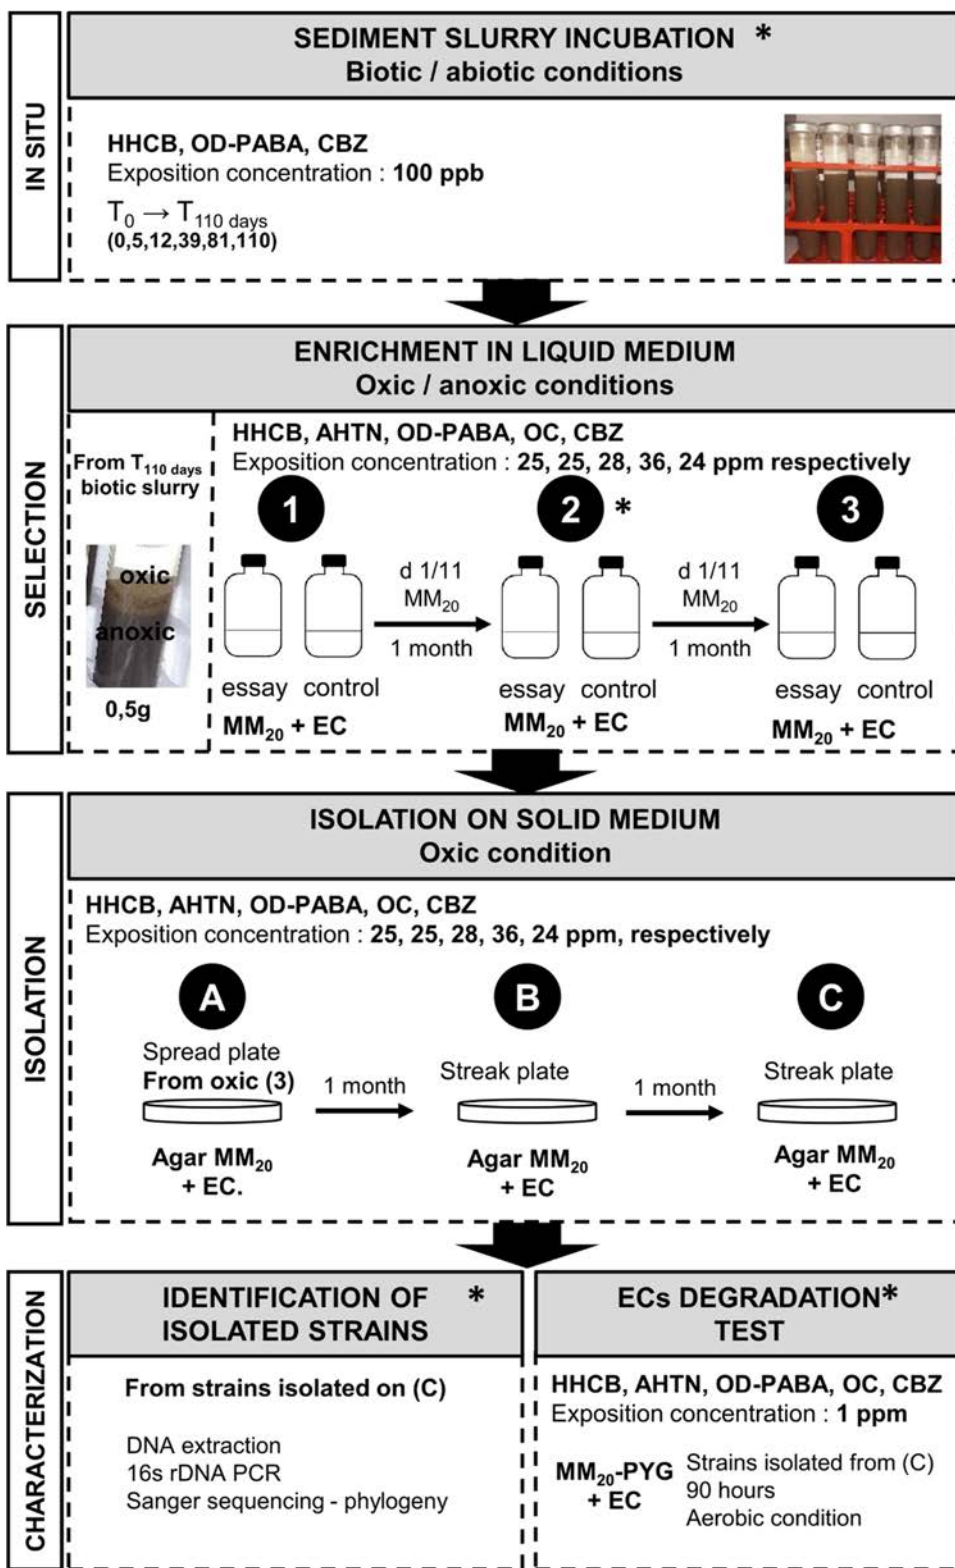 IN SITU
SEDIMENT SLURRY INCUBATION *
Biotic / abiotic conditions
HHCB, OD-PABA, CBZ
Exposition concentration : 100 ppb
T0 → T110 days
(0,5,12,39,81,110)
SELECTION
ENRICHMENT IN LIQUID MEDIUM
Oxic / anoxic conditions
From T110 days
biotic slurry
oxic
anoxic
0,5g
HHCB, AHTN, OD-PABA, OC, CBZ
Exposition concentration : 25, 25, 28, 36, 24 ppm respectively
1
2 *
3
d 1/11
MM20
1 month
d 1/11
MM20
1 month
essay control
essay control
essay control
MM20 + EC
MM20 + EC
MM20 + EC
ISOLATION
ISOLATION ON SOLID MEDIUM
Oxic condition
HHCB, AHTN, OD-PABA, OC, CBZ
Exposition concentration : 25, 25, 28, 36, 24 ppm, respectively
A
B
C
Spread plate
From oxic (3)
1 month
Streak plate
1 month
Streak plate
Agar MM20
+ EC.
Agar MM20
+ EC
Agar MM20
+ EC
CHARACTERIZATION
IDENTIFICATION OF *
ISOLATED STRAINS
From strains isolated on (C)
DNA extraction
16s rDNA PCR
Sanger sequencing - phylogeny
ECs DEGRADATION*
TEST
HHCB, AHTN, OD-PABA, OC, CBZ
Exposition concentration : 1 ppm
MM20-PYG
+ EC
Strains isolated from (C)
90 hours
Aerobic condition